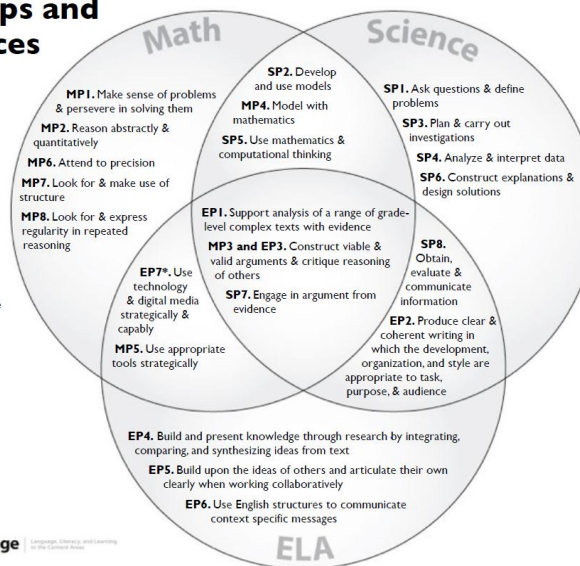 ps and
ces
Math
Science
MP1. Make sense of problems
& persevere in solving them
MP2. Reason abstractly &
quantitatively
MP6. Attend to precision
MP7. Look for & make use of
structure
MP8. Look for & express
regularity in repeated
reasoning
SP2. Develop
and use models
MP4. Model with
mathematics
SP5. Use mathematics &
computational thinking
SP1. Ask questions & define
problems
SP3. Plan & carry out
investigations
SP4. Analyze & interpret data
SP6. Construct explanations &
design solutions
EP1. Support analysis of a range of grade-
level complex texts with evidence
MP3 and EP3. Construct viable &
valid arguments & critique reasoning
of others
SP7. Engage in argument from
evidence
EP7*. Use
technology
& digital media
strategically &
capably
MP5. Use appropriate
tools strategically
SP8.
Obtain,
evaluate &
communicate
information
EP2. Produce clear &
coherent writing in
which the development,
organization, and style are
appropriate to task,
purpose, & audience
EP4. Build and present knowledge through research by integrating,
comparing, and synthesizing ideas from text
EP5. Build upon the ideas of others and articulate their own
clearly when working collaboratively
EP6. Use English structures to communicate
context specific messages
ELA
ge
Language, Literacy, and Learning
in the Content Areas